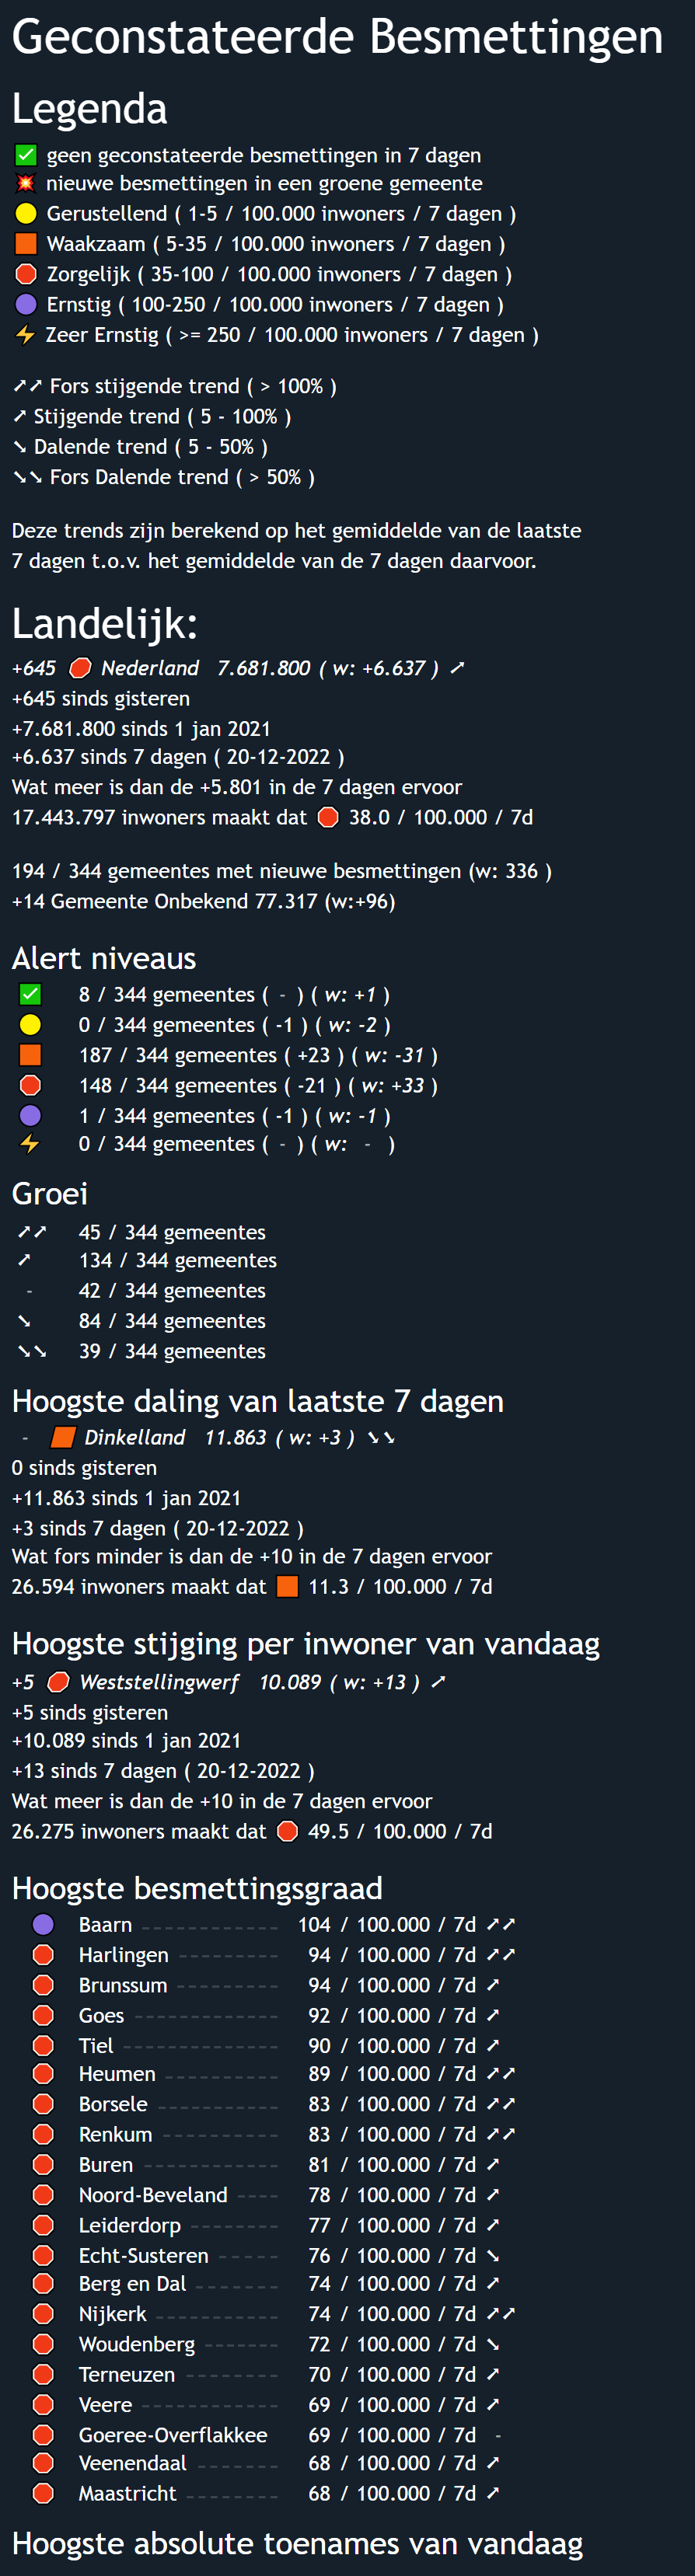 Geconstateerde Besmettingen
Legenda
✅ geen geconstateerde besmettingen in 7 dagen
💥 nieuwe besmettingen in een groene gemeente
🟡 Gerustellend ( 1-5 / 100.000 inwoners / 7 dagen )
🟧 Waakzaam ( 5-35 / 100.000 inwoners / 7 dagen )
🛑 Zorgelijk ( 35-100 / 100.000 inwoners / 7 dagen )
🟣 Ernstig ( 100-250 / 100.000 inwoners / 7 dagen )
⚡ Zeer Ernstig ( >= 250 / 100.000 inwoners / 7 dagen )
➚➚ Fors stijgende trend ( > 100% )
➚ Stijgende trend ( 5 - 100% )
➘ Dalende trend ( 5 - 50% )
➘➘ Fors Dalende trend ( > 50% )
Deze trends zijn berekend op het gemiddelde van de laatste
7 dagen t.o.v. het gemiddelde van de 7 dagen daarvoor.
Landelijk:
+645 🛑 Nederland 7.681.800 ( w: +6.637 ) ➚
+645 sinds gisteren
+7.681.800 sinds 1 jan 2021
+6.637 sinds 7 dagen ( 20-12-2022 )
Wat meer is dan de +5.801 in de 7 dagen ervoor
17.443.797 inwoners maakt dat 🛑 38.0 / 100.000 / 7d
194 / 344 gemeentes met nieuwe besmettingen (w: 336 )
+14 Gemeente Onbekend 77.317 (w:+96)
Alert niveaus
✅ 8 / 344 gemeentes ( - ) ( w: +1 )
🟡 0 / 344 gemeentes ( -1 ) ( w: -2 )
🟧 187 / 344 gemeentes ( +23 ) ( w: -31 )
🛑 148 / 344 gemeentes ( -21 ) ( w: +33 )
🟣 1 / 344 gemeentes ( -1 ) ( w: -1 )
⚡ 0 / 344 gemeentes ( - ) ( w: - )
Groei
➚➚ 45 / 344 gemeentes
➚ 134 / 344 gemeentes
- 42 / 344 gemeentes
➘ 84 / 344 gemeentes
➘➘ 39 / 344 gemeentes
Hoogste daling van laatste 7 dagen
- 🟧 Dinkelland 11.863 ( w: +3 ) ➘➘
0 sinds gisteren
+11.863 sinds 1 jan 2021
+3 sinds 7 dagen ( 20-12-2022 )
Wat fors minder is dan de +10 in de 7 dagen ervoor
26.594 inwoners maakt dat 🟧 11.3 / 100.000 / 7d
Hoogste stijging per inwoner van vandaag
+5 🛑 Weststellingwerf 10.089 ( w: +13 ) ➚
+5 sinds gisteren
+10.089 sinds 1 jan 2021
+13 sinds 7 dagen ( 20-12-2022 )
Wat meer is dan de +10 in de 7 dagen ervoor
26.275 inwoners maakt dat 🛑 49.5 / 100.000 / 7d
Hoogste besmettingsgraad
🟣 Baarn ------------ 104 / 100.000 / 7d ➚➚
🛑 Harlingen --------- 94 / 100.000 / 7d ➚➚
🛑 Brunssum --------- 94 / 100.000 / 7d ➚
🛑 Goes ------------- 92 / 100.000 / 7d ➚
🛑 Tiel -------------- 90 / 100.000 / 7d ➚
🛑 Heumen ---------- 89 / 100.000 / 7d ➚➚
🛑 Borsele ----------- 83 / 100.000 / 7d ➚➚
🛑 Renkum ---------- 83 / 100.000 / 7d ➚➚
🛑 Buren ------------ 81 / 100.000 / 7d ➚
🛑 Noord-Beveland ---- 78 / 100.000 / 7d ➚
🛑 Leiderdorp -------- 77 / 100.000 / 7d ➚
🛑 Echt-Susteren ------ 76 / 100.000 / 7d ➘
🛑 Berg en Dal -------- 74 / 100.000 / 7d ➚
🛑 Nijkerk ----------- 74 / 100.000 / 7d ➚➚
🛑 Woudenberg ------- 72 / 100.000 / 7d ➘
🛑 Terneuzen -------- 70 / 100.000 / 7d ➚
🛑 Veere ------------ 69 / 100.000 / 7d ➚
🛑 Goeree-Overflakkee 69 / 100.000 / 7d -
🛑 Veenendaal ------- 68 / 100.000 / 7d ➚
🛑 Maastricht -------- 68 / 100.000 / 7d ➚
Hoogste absolute toenames van vandaag